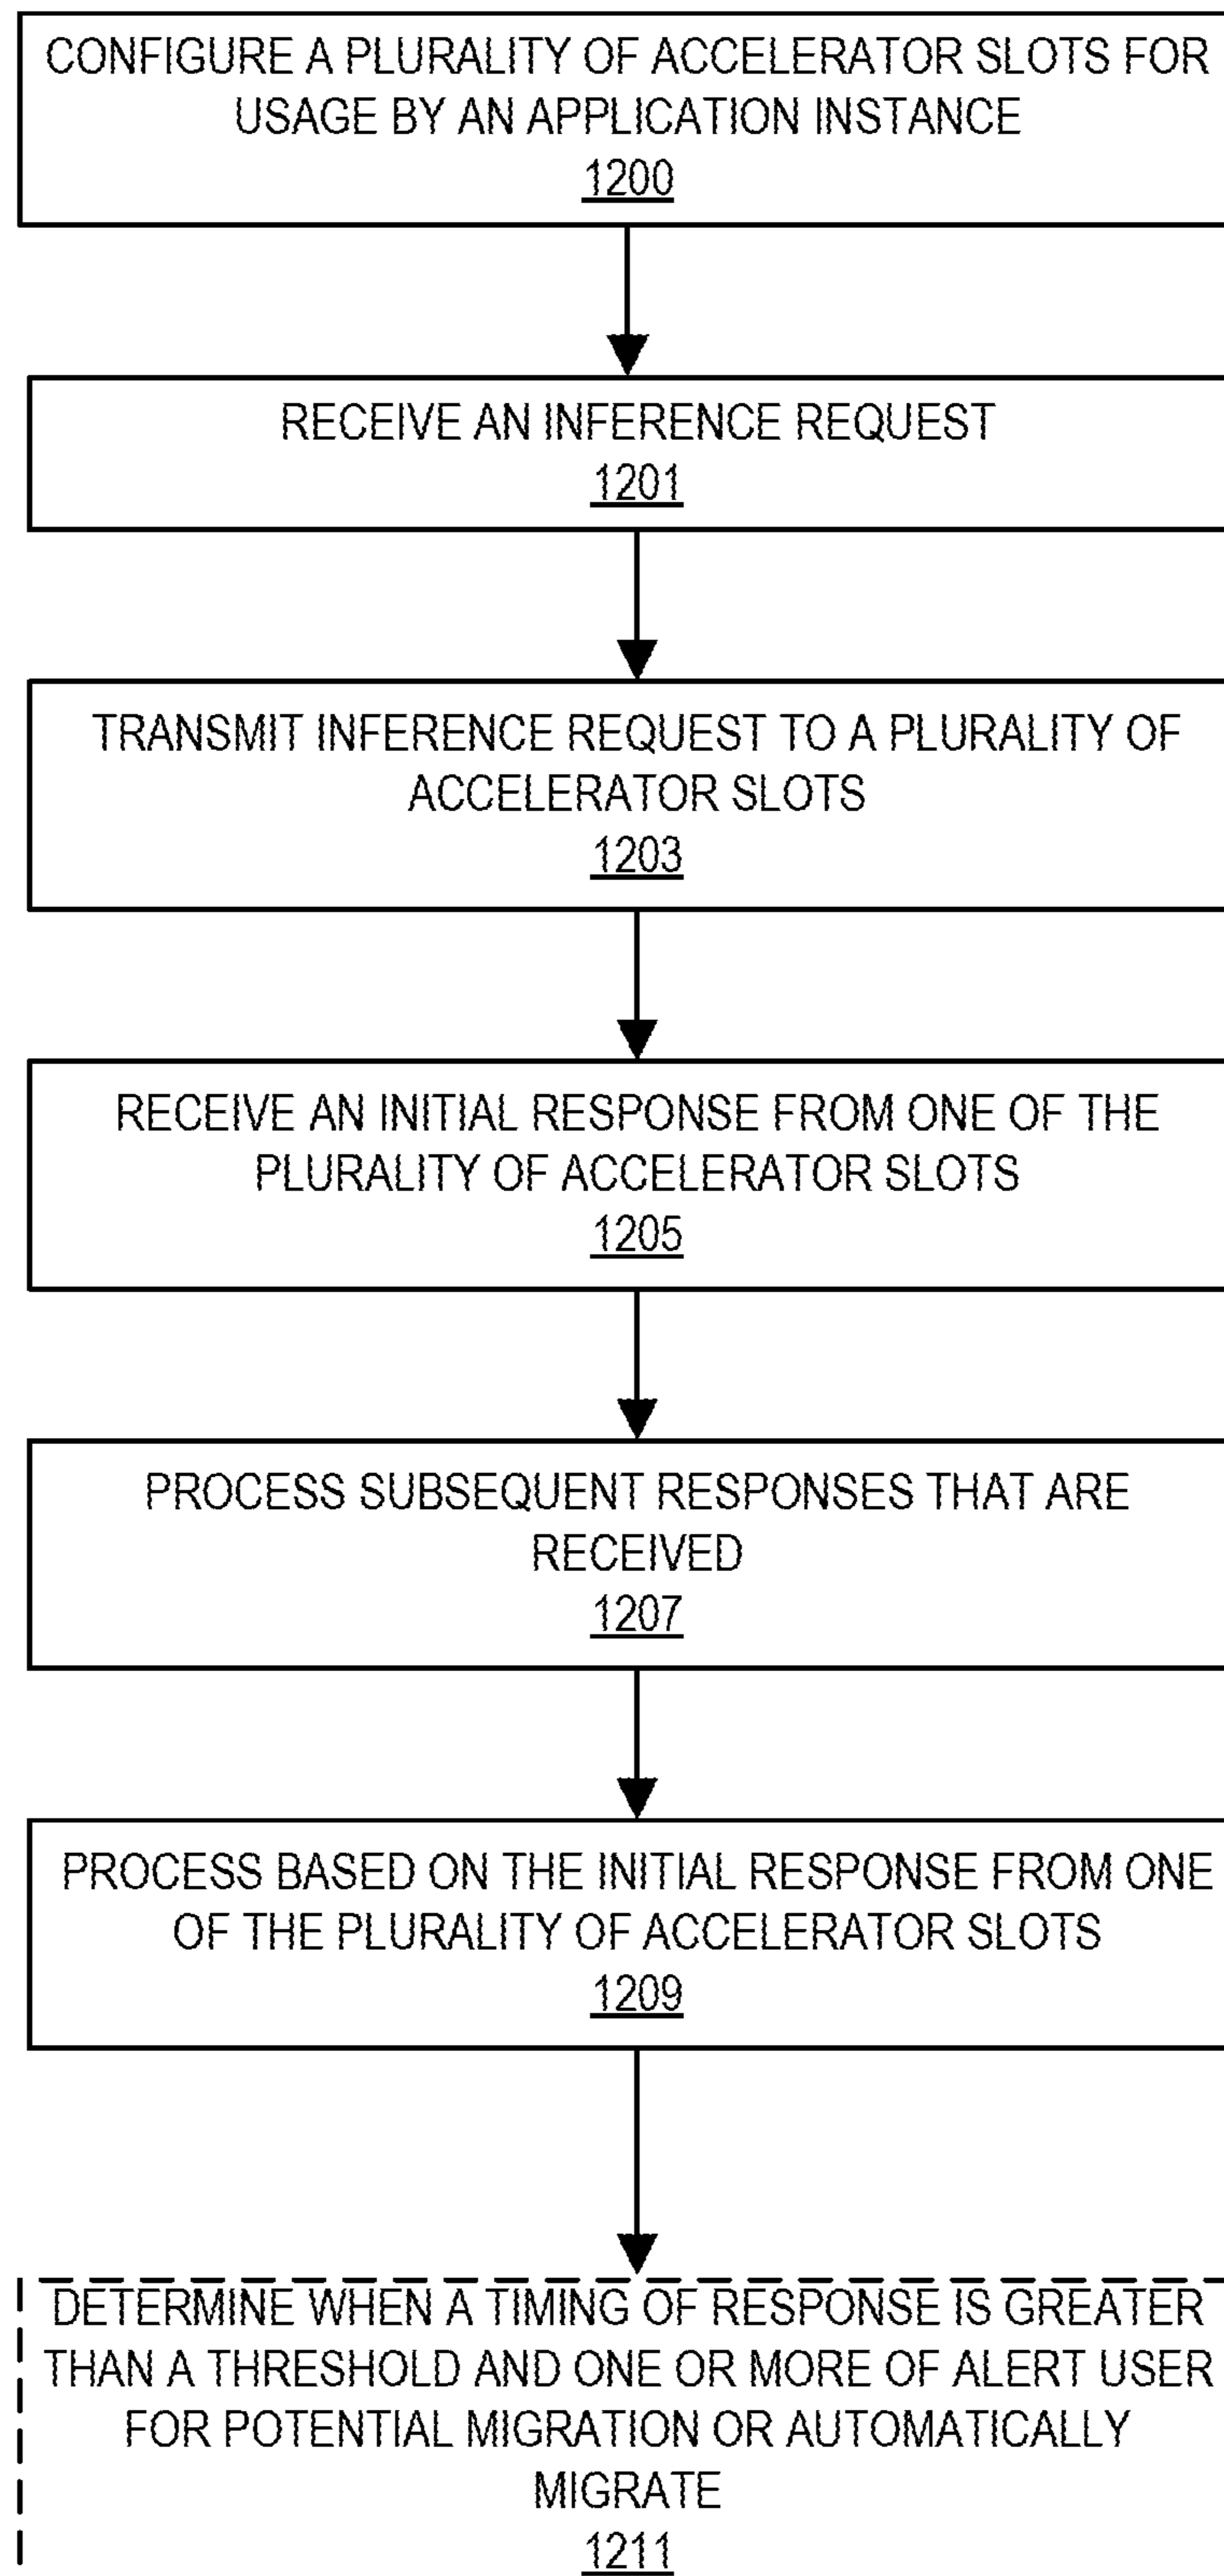 CONFIGURE A PLURALITY OF ACCELERATOR SLOTS FOR
USAGE BY AN APPLICATION INSTANCE
1200
RECEIVE AN INFERENCE REQUEST
1201
TRANSMIT INFERENCE REQUEST TO A PLURALITY OF
ACCELERATOR SLOTS
1203
RECEIVE AN INITIAL RESPONSE FROM ONE OF THE
PLURALITY OF ACCELERATOR SLOTS
1205
PROCESS SUBSEQUENT RESPONSES THAT ARE
RECEIVED
1207
PROCESS BASED ON THE INITIAL RESPONSE FROM ONE
OF THE PLURALITY OF ACCELERATOR SLOTS
1209
DETERMINE WHEN A TIMING OF RESPONSE IS GREATER
THAN A THRESHOLD AND ONE OR MORE OF ALERT USER
FOR POTENTIAL MIGRATION OR AUTOMATICALLY
MIGRATE
1211